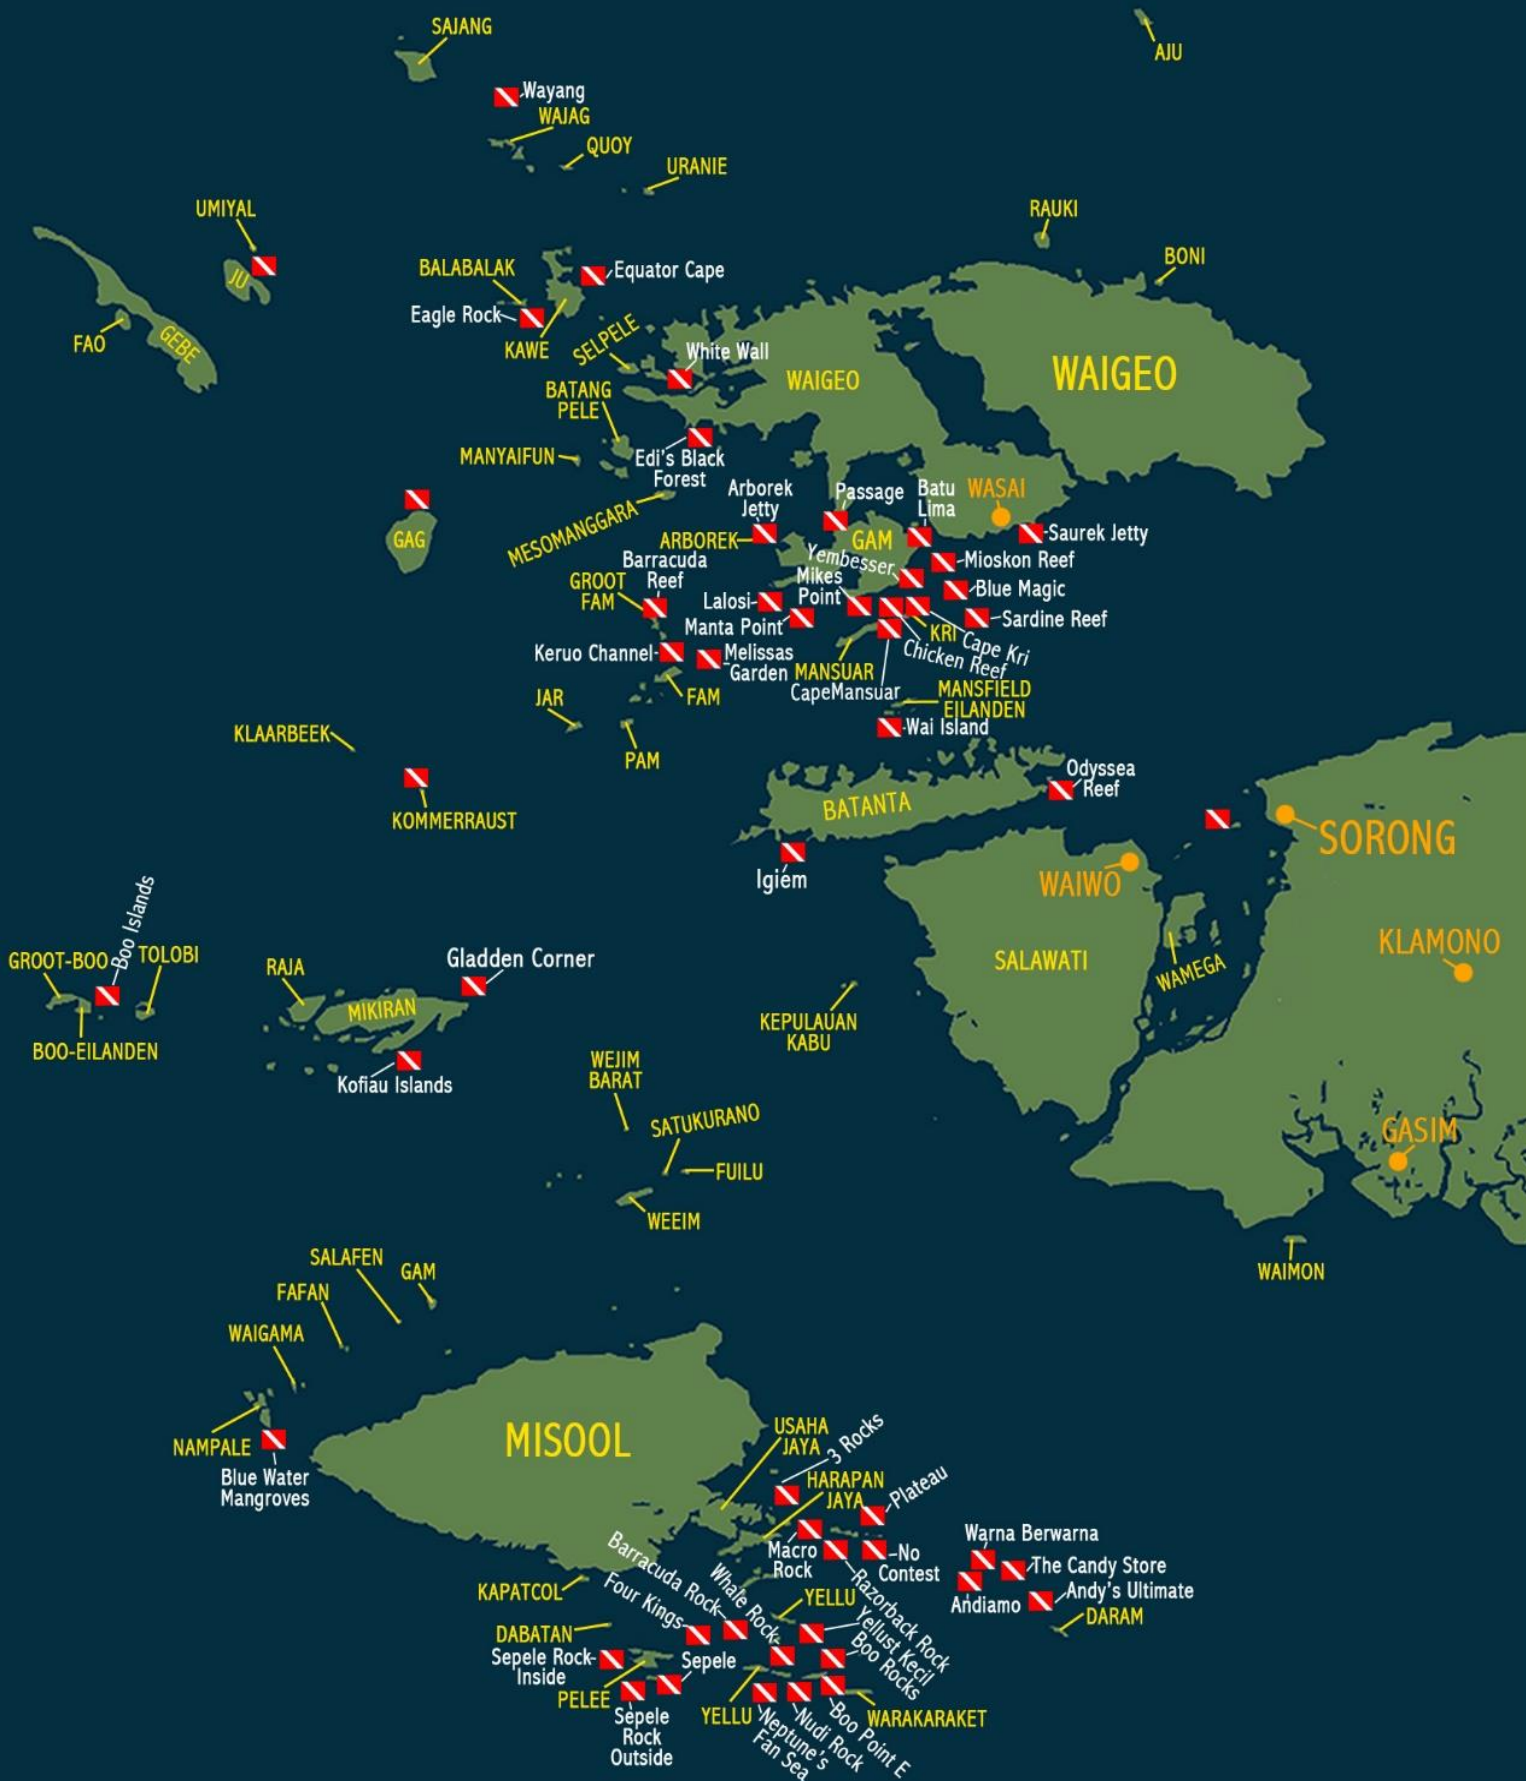 SAJANG
AJU
Wayang
WAJAG
QUOY
URANIE
UMIYAL
RAUKI
BONI
JU
BALABALAK
Equator Cape
Eagle Rock
FAO
GEBE
KAWE
SELPELE
White Wall
WAIGEO
WAIGEO
BATANG
PELE
MANYAIFUN
Edi's Black
Forest
MESOMANGGARA
Arborek
Jetty
Passage
Batu
Lima
WASAI
GAG
ARBOREK
GAM
Saurek Jetty
Yembesser
Mioskon Reef
Barracuda
Reef
GROOT
FAM
Mikes
Point
Blue Magic
Lalosi
Manta Point
Sardine Reef
KRI
Cape Kri
Chicken Reef
Keruo Channel
Melissas
Garden
MANSUAR
CapeMansuar
FAM
MANSFIELD
EILANDEN
JAR
Wai Island
KLAARBEEK
PAM
KOMMERRAUST
BATANTA
Odyssea
Reef
SORONG
Igiem
WAIWO
KLAMONO
GROOT-BOO
Boo Islands
TOLOBI
RAJA
MIKIRAN
Gladden Corner
SALAWATI
WAMEGA
BOO-EILANDEN
Kofiau Islands
KEPULAUAN
KABU
WEJIM
BARAT
SATUKURANO
FUILU
WEEIM
GASIM
WAIMON
SALAFEN
GAM
FAFAN
WAIGAMA
NAMPALE
Blue Water
Mangroves
MISOOL
USAHA
JAYA
3 Rocks
HARAPAN
JAYA
Plateau
Macro
Rock
No
Contest
Razorback Rock
Warna Berwarna
The Candy Store
Andiamo
Andy's Ultimate
DARAM
KAPATCOL
Barracuda Rock
Four Kings
Whale Rock
YELLU
Yellust Kecil
Boo Rocks
DABATAN
Sepele Rock
Inside
Sepele
PELEE
Sepele
Rock
Outside
YELLU
Neptune's
Fan Sea
Nudi Rock
Boo Point E
WARAKARAKET